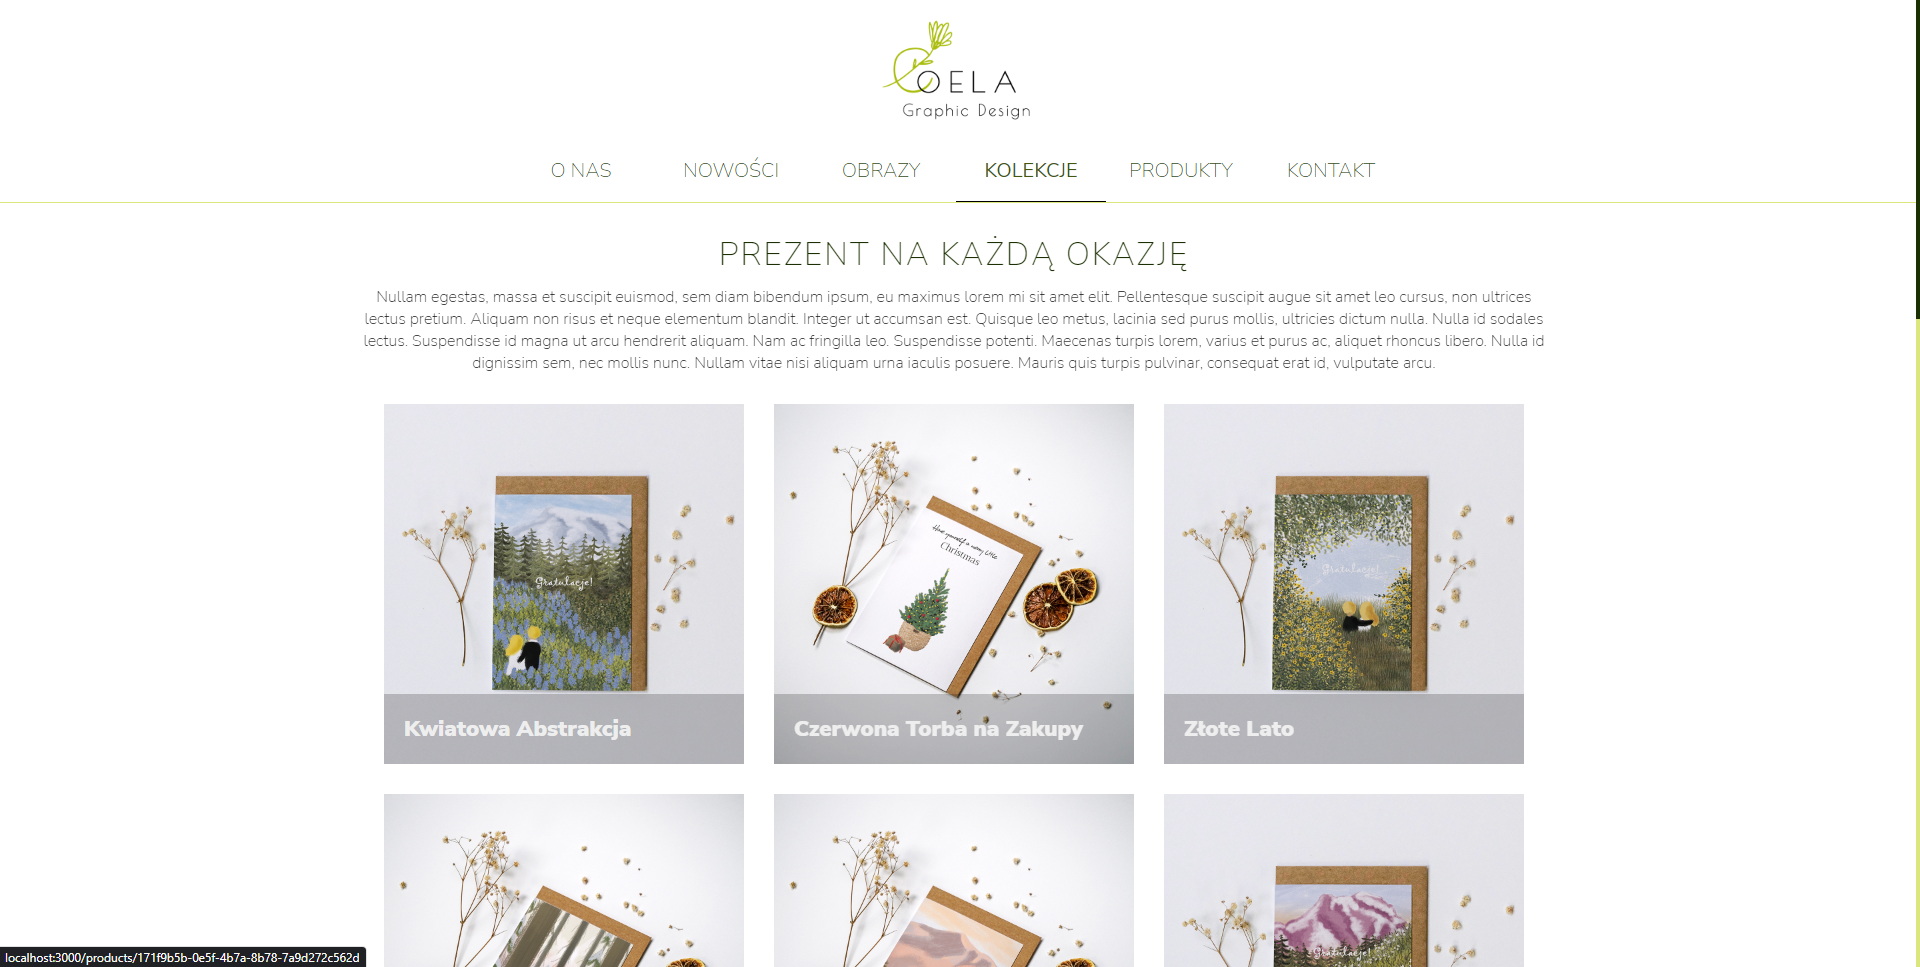 OELA
Graphic Design
O NAS
NOWOŚCI
OBRAZY
KOLEKCJE
PRODUKTY
KONTAKT
PREZENT NA KAŻDĄ OKAZJĘ
Nullam egestas, massa et suscipit euismod, sem diam bibendum ipsum, eu maximus lorem mi sit amet elit. Pellentesque suscipit augue sit amet leo cursus, non ultrices
lectus pretium. Aliquam non risus et neque elementum blandit. Integer ut accumsan est. Quisque leo metus, lacinia sed purus mollis, ultricies dictum nulla. Nulla id sodales
lectus. Suspendisse id magna ut arcu hendrerit aliquam. Nam ac fringilla leo. Suspendisse potenti. Maecenas turpis lorem, varius et purus ac, aliquet rhoncus libero. Nulla id
dignissim sem, nec mollis nunc. Nullam vitae nisi aliquam urna iaculis posuere. Mauris quis turpis pulvinar, consequat erat id, vulputate arcu.
Gratulacje!
Have yourself a merry little
Christmas
Gratulacje!
Kwiatowa Abstrakcja
Czerwona Torba na Zakupy
Złote Lato
Gratulacje!
localhost:3000/products/171f9b5b-0e5f-4b7a-8b78-7a9d272c562d